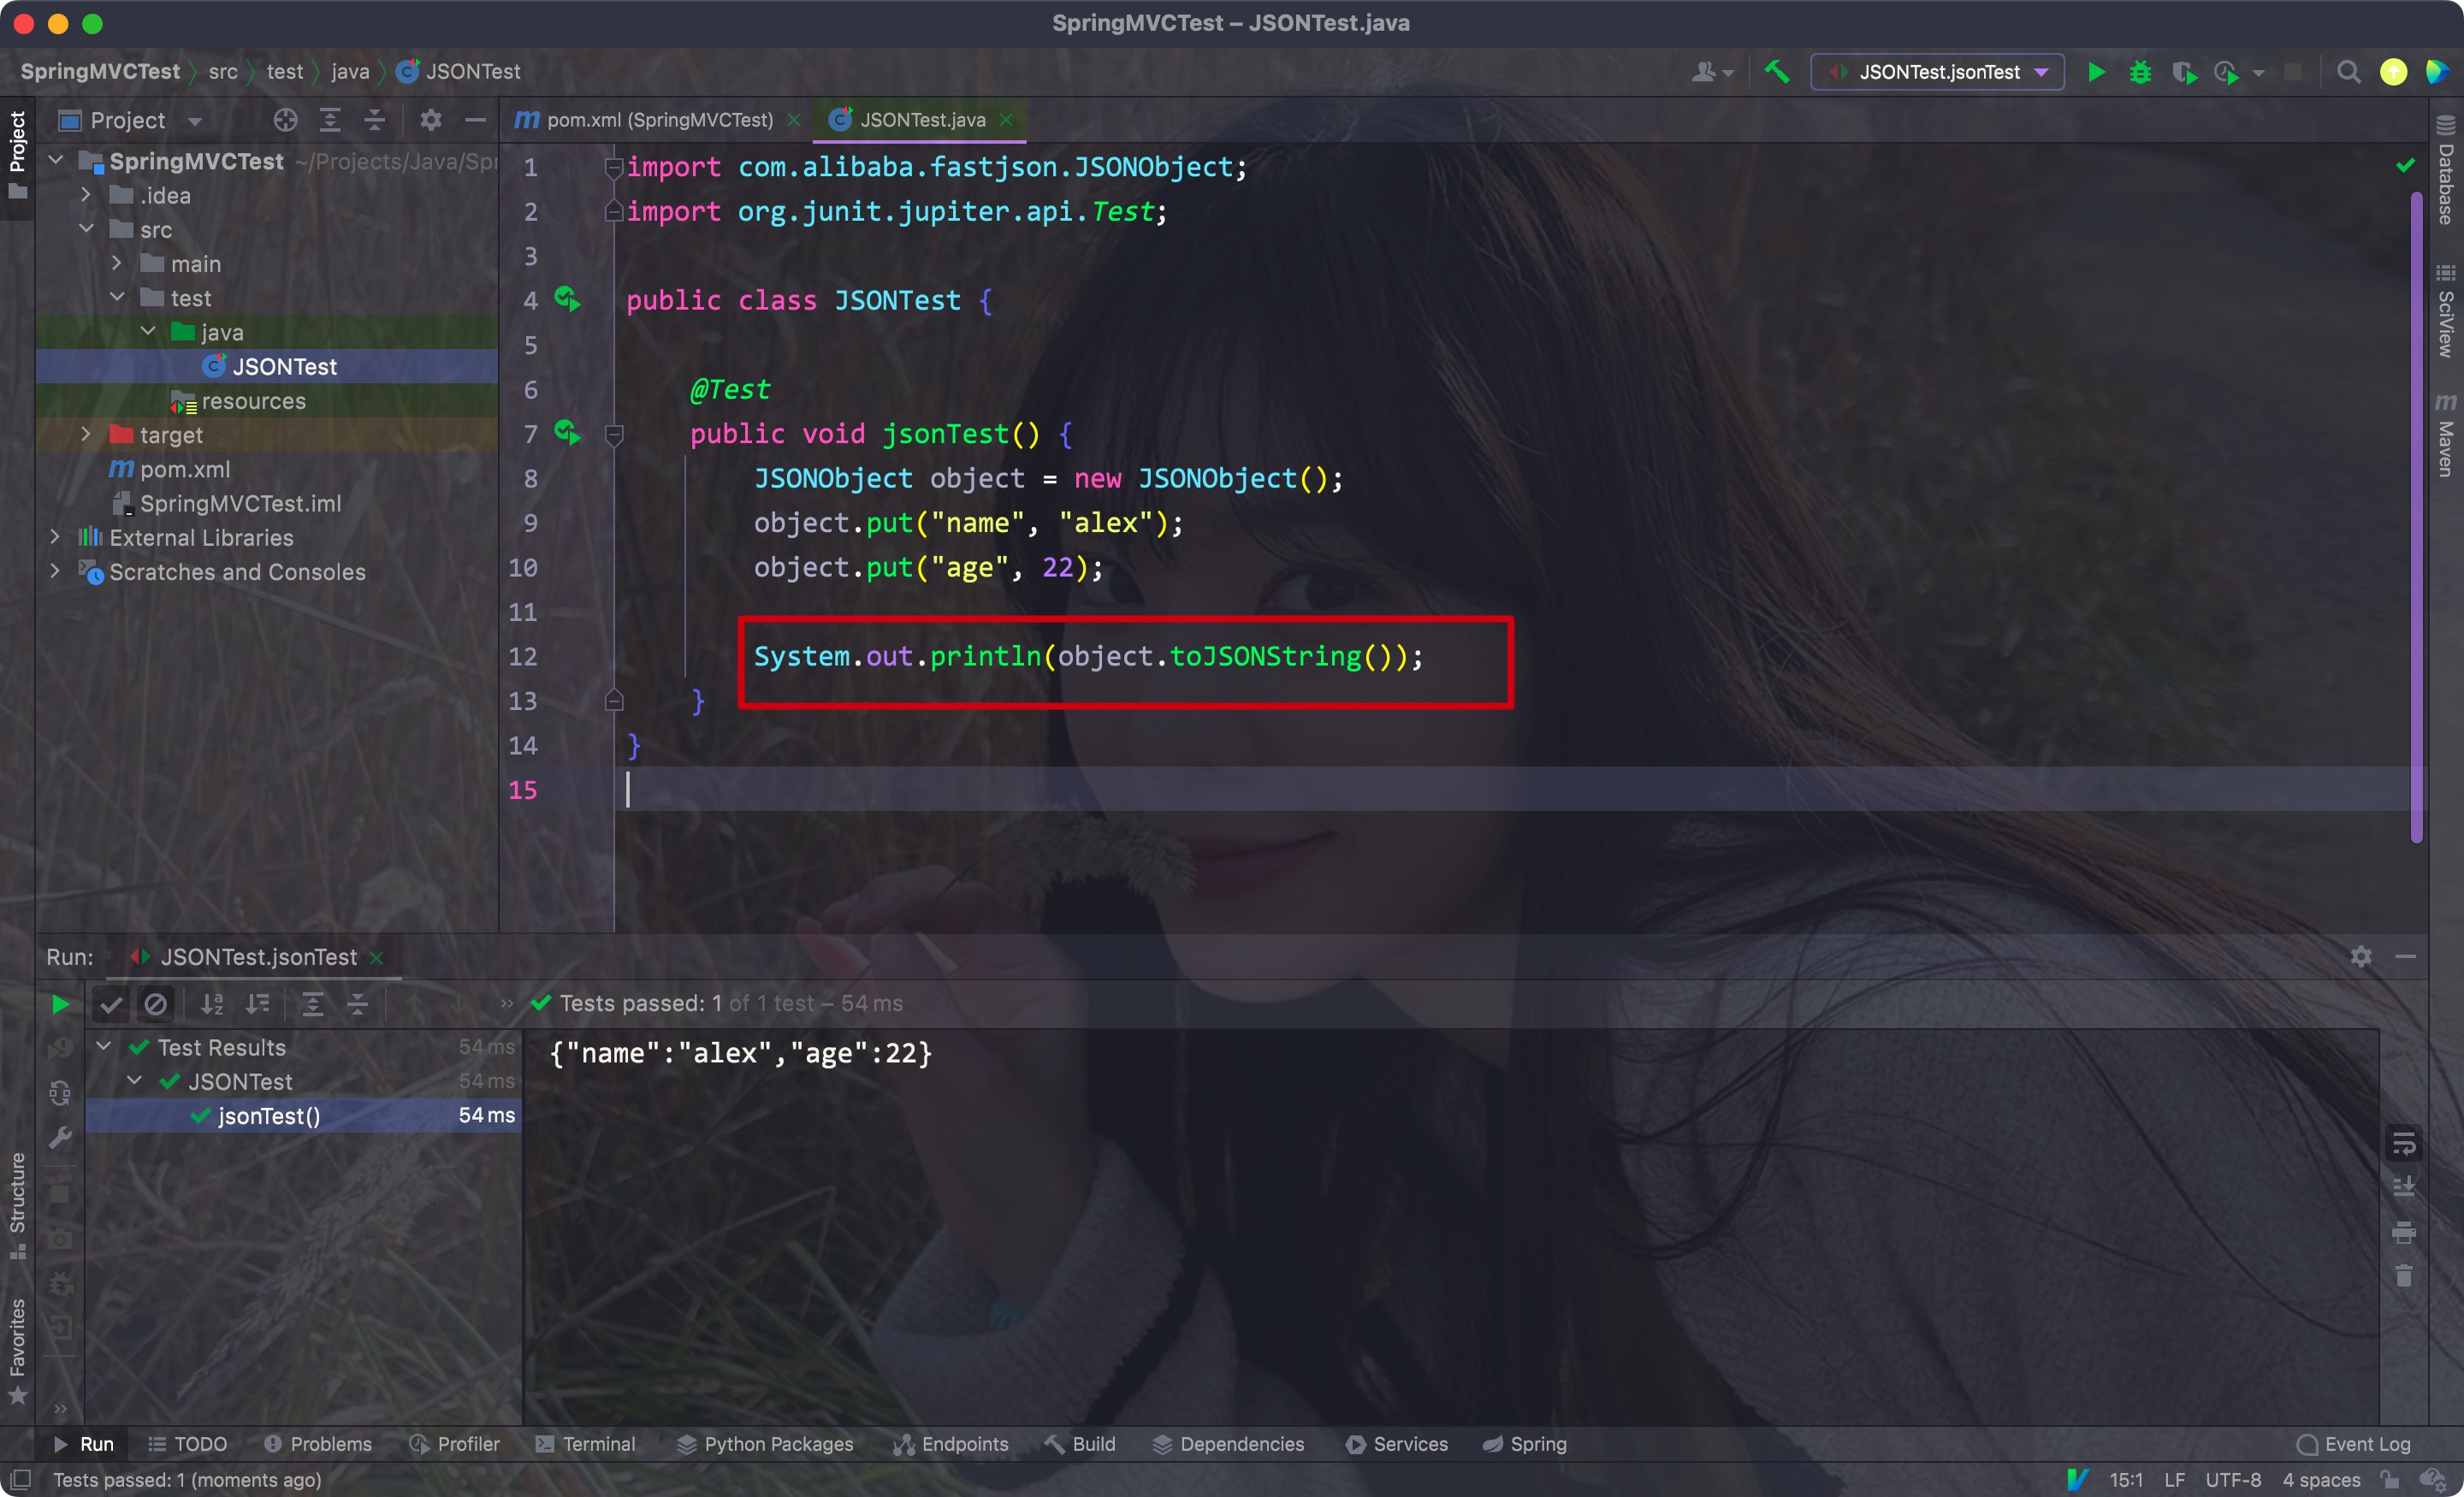 SpringMVCTest – JSONTest.java
SpringMVCTest src test java JSONTest
JSONTest.jsonTest
Project
Project
pom.xml (SpringMVCTest)
JSONTest.java
SpringMVCTest ~/Projects/Java/Spr
.idea
src
main
test
java
JSONTest
resources
target
pom.xml
SpringMVCTest.iml
External Libraries
Scratches and Consoles
1 import com.alibaba.fastjson.JSONObject;
2 import org.junit.jupiter.api.Test;
3
4 public class JSONTest {
5
6 @Test
7 public void jsonTest() {
8 JSONObject object = new JSONObject();
9 object.put("name", "alex");
10 object.put("age", 22);
11
12 System.out.println(object.toJSONString());
13 }
14 }
15
Database
SciView
Maven
Run: JSONTest.jsonTest
Tests passed: 1 of 1 test – 54 ms
Test Results 54 ms
JSONTest 54 ms
jsonTest() 54 ms
{"name":"alex","age":22}
Structure
Favorites
Run TODO Problems Profiler Terminal Python Packages Endpoints Build Dependencies Services Spring Event Log
Tests passed: 1 (moments ago) 15:1 LF UTF-8 4 spaces